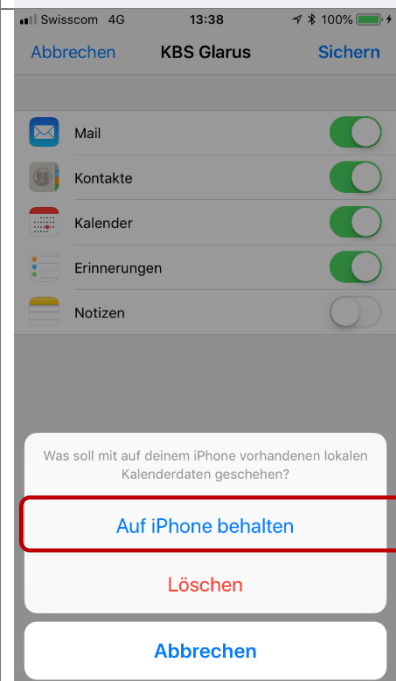 Swisscom 4G 13:38 100%
Abbrechen KBS Glarus Sichern
Mail
Kontakte
Kalender
Erinnerungen
Notizen
Was soll mit auf deinem iPhone vorhandenen lokalen
Kalenderdaten geschehen?
Auf iPhone behalten
Löschen
Abbrechen